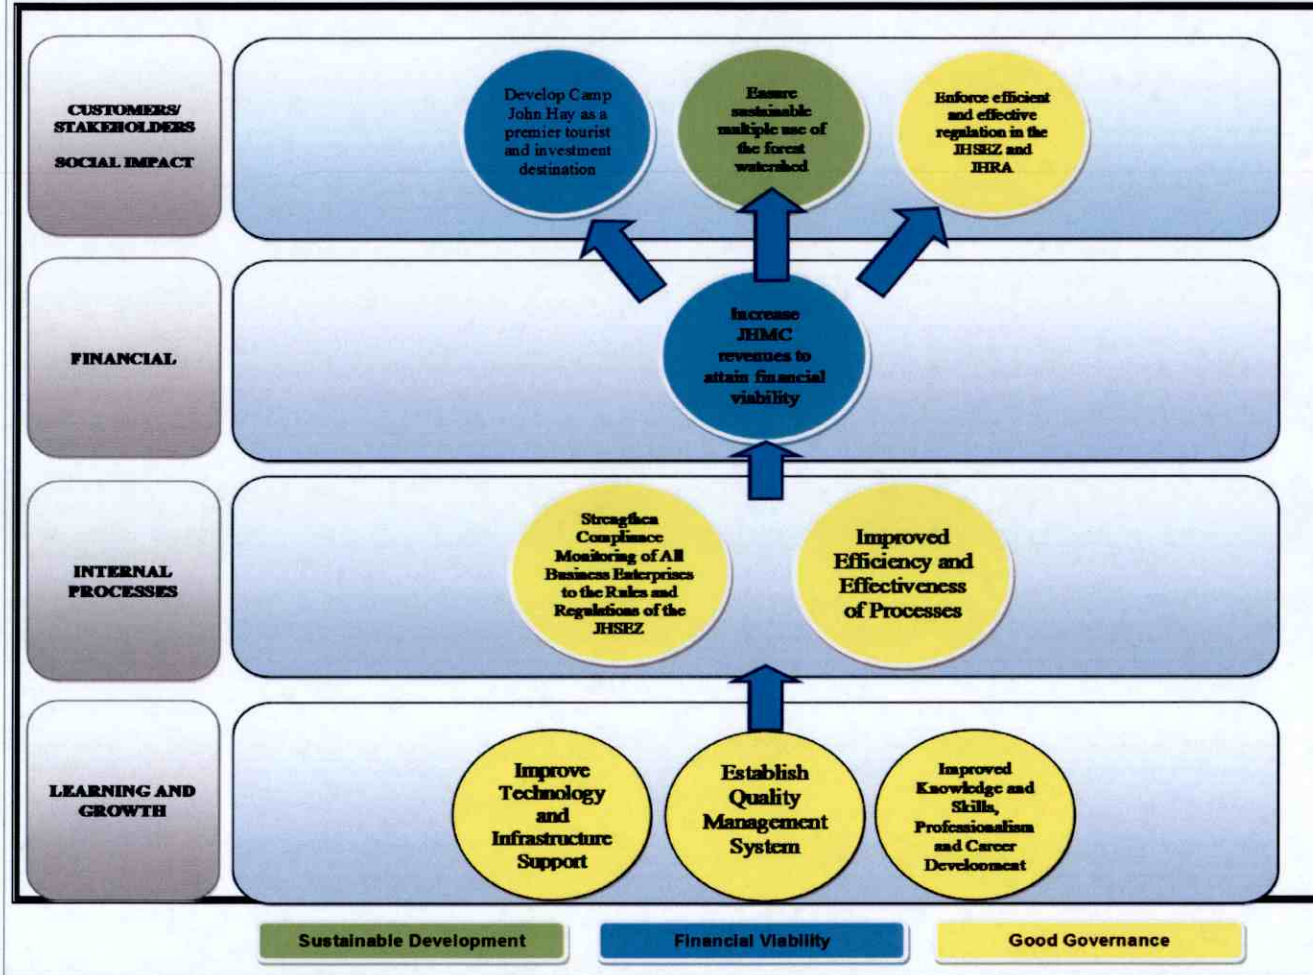 CUSTOMERS/
STAKEHOLDERS
SOCIAL IMPACT
Develop Camp
John Hay as a
premier tourist
and investment
destination
Ensure
sustainable
multiple use of
the forest
watershed
Enforce efficient
and effective
regulation in the
JHSEZ and
JHRA
FINANCIAL
Increase
JHMC
revenues to
attain financial
viability
INTERNAL
PROCESSES
Strengthen
Compliance
Monitoring of All
Business Enterprises
to the Rules and
Regulations of the
JHSEZ
Improved
Efficiency and
Effectiveness
of Processes
LEARNING AND
GROWTH
Improve
Technology
and
Infrastructure
Support
Establish
Quality
Management
System
Improved
Knowledge and
Skills,
Professionalism
and Career
Development
Sustainable Development
Financial Viability
Good Governance